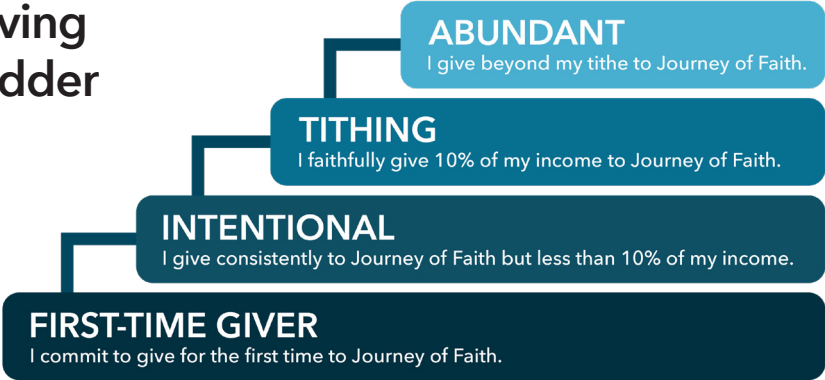 ving
dder
ABUNDANT
I give beyond my tithe to Journey of Faith.
TITHING
I faithfully give 10% of my income to Journey of Faith.
INTENTIONAL
I give consistently to Journey of Faith but less than 10% of my income.
FIRST-TIME GIVER
I commit to give for the first time to Journey of Faith.